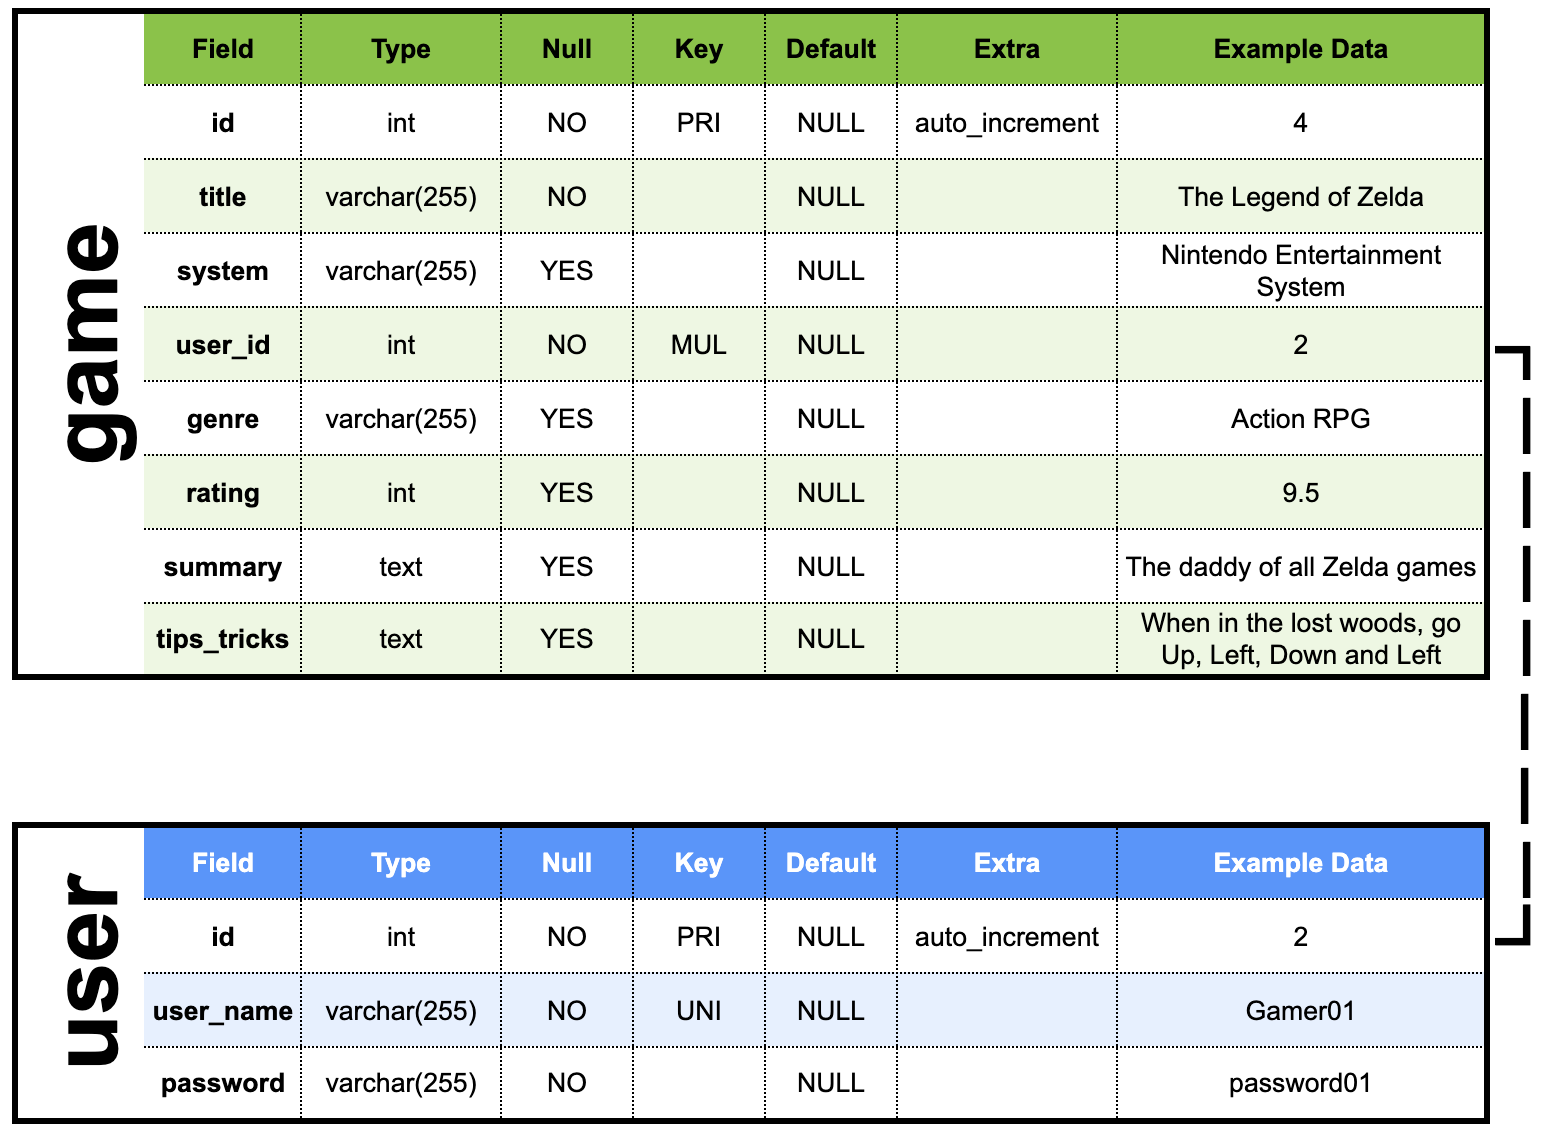 game
Field Type Null Key Default Extra Example Data
id int NO PRI NULL auto_increment 4
title varchar(255) NO NULL The Legend of Zelda
system varchar(255) YES NULL Nintendo Entertainment
System
user_id int NO MUL NULL 2
genre varchar(255) YES NULL Action RPG
rating int YES NULL 9.5
summary text YES NULL The daddy of all Zelda games
tips_tricks text YES NULL When in the lost woods, go
Up, Left, Down and Left
user
Field Type Null Key Default Extra Example Data
id int NO PRI NULL auto_increment 2
user_name varchar(255) NO UNI NULL Gamer01
password varchar(255) NO NULL password01